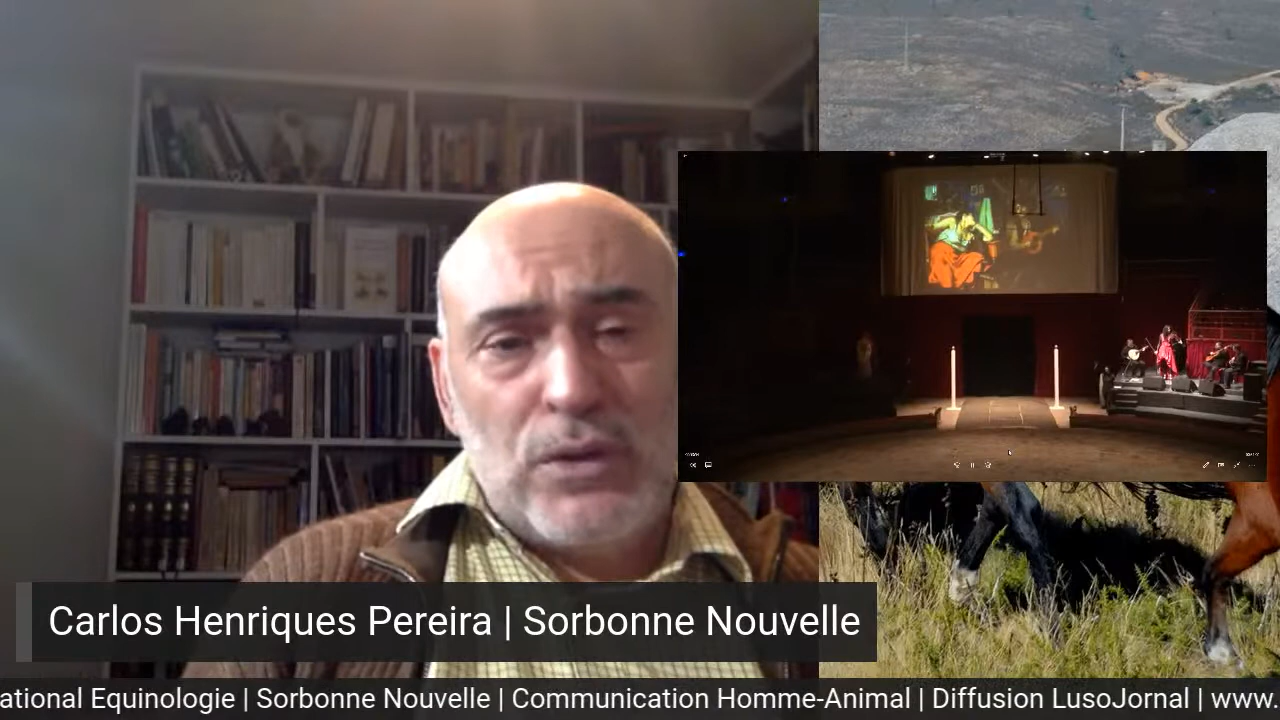 Carlos Henriques Pereira | Sorbonne Nouvelle
ational Equinologie | Sorbonne Nouvelle | Communication Homme-Animal | Diffusion LusoJornal | www.